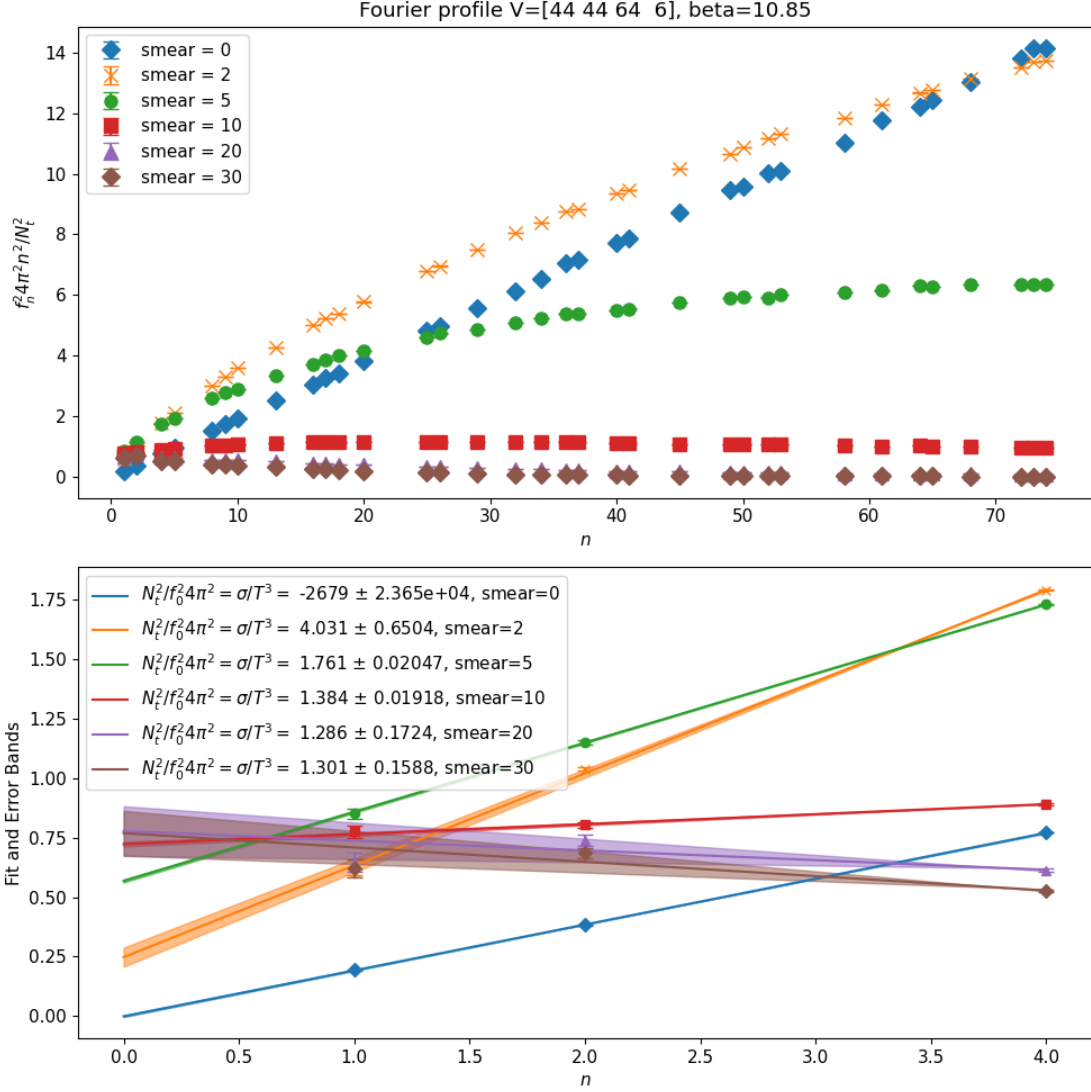 Fourier profile V=[44 44 64  6], beta=10.85
14
12
10
8
6
4
2
0
f_n^2 4π^2 n^2/N_t^2
smear = 0
smear = 2
smear = 5
smear = 10
smear = 20
smear = 30
0 10 20 30 40 50 60 70
n
1.75
1.50
1.25
1.00
0.75
0.50
0.25
0.00
Fit and Error Bands
N_t^2/f_0^2 4π^2 = σ/T^3 = -2679 ± 2.365e+04, smear=0
N_t^2/f_0^2 4π^2 = σ/T^3 = 4.031 ± 0.6504, smear=2
N_t^2/f_0^2 4π^2 = σ/T^3 = 1.761 ± 0.02047, smear=5
N_t^2/f_0^2 4π^2 = σ/T^3 = 1.384 ± 0.01918, smear=10
N_t^2/f_0^2 4π^2 = σ/T^3 = 1.286 ± 0.1724, smear=20
N_t^2/f_0^2 4π^2 = σ/T^3 = 1.301 ± 0.1588, smear=30
0.0 0.5 1.0 1.5 2.0 2.5 3.0 3.5 4.0
n